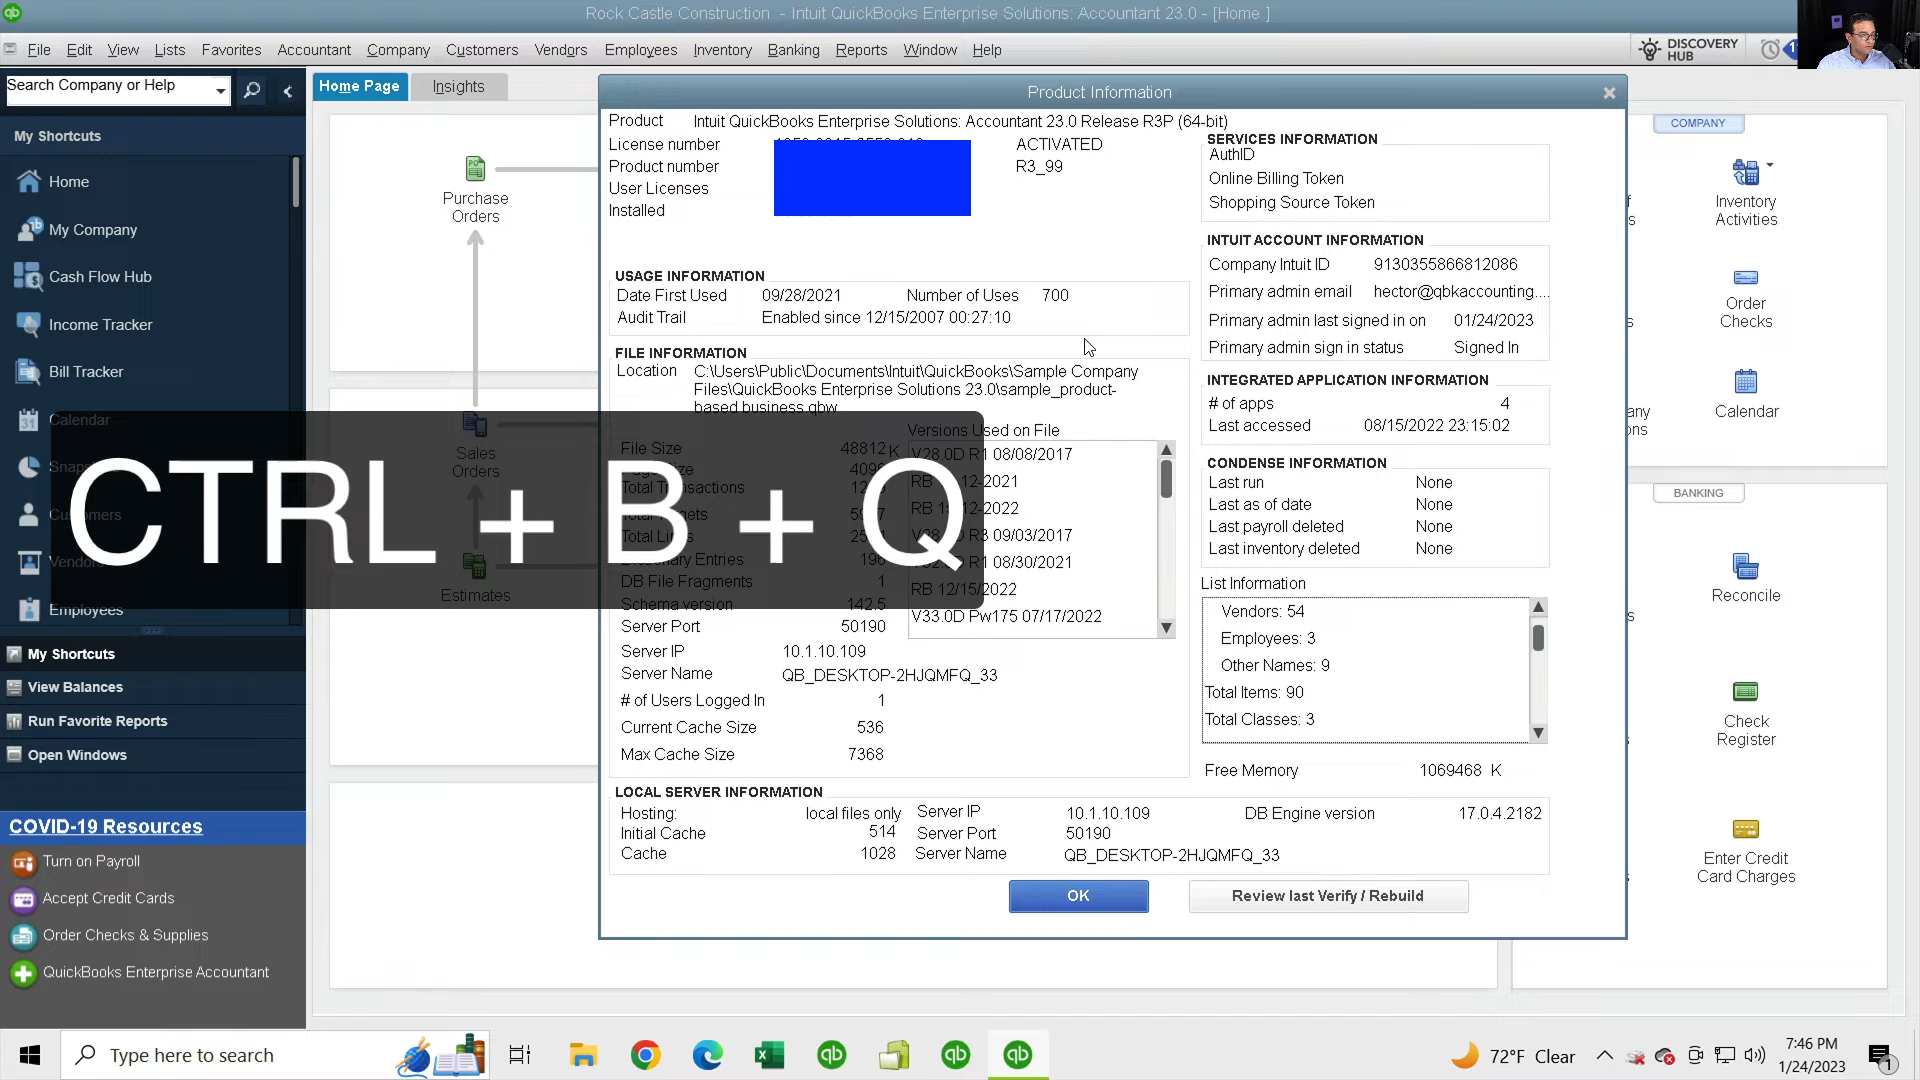 Rock Castle Construction - Intuit QuickBooks Enterprise Solutions: Accountant 23.0 - [Home ]
File Edit View Lists Favorites Accountant Company Customers Vendors Employees Inventory Banking Reports Window Help
DISCOVERY HUB
Search Company or Help
Home Page Insights
My Shortcuts
Home
My Company
Cash Flow Hub
Income Tracker
Bill Tracker
Calendar
Customers
Vendors
Employees
My Shortcuts
View Balances
Run Favorite Reports
Open Windows
COVID-19 Resources
Turn on Payroll
Accept Credit Cards
Order Checks & Supplies
QuickBooks Enterprise Accountant
Purchase
Orders
Sales
Orders
Estimates
CTRL + B + Q
Product Information
Product Intuit QuickBooks Enterprise Solutions: Accountant 23.0 Release R3P (64-bit)
License number ACTIVATED
Product number R3_99
User Licenses
Installed
USAGE INFORMATION
Date First Used 09/28/2021 Number of Uses 700
Audit Trail Enabled since 12/15/2007 00:27:10
FILE INFORMATION
Location C:\Users\Public\Documents\Intuit\QuickBooks\Sample Company
Files\QuickBooks Enterprise Solutions 23.0\sample_product-
based business.qbw
Versions Used on File
File Size 48812 K
Total Transactions
DB File Fragments 1
Schema version 142.5
Server Port 50190
Server IP 10.1.10.109
Server Name QB_DESKTOP-2HJQMFQ_33
# of Users Logged In 1
Current Cache Size 536
Max Cache Size 7368
V28.0D R1 08/08/2017
RB 12/15/2022
V33.0D Pw175 07/17/2022
SERVICES INFORMATION
AuthID
Online Billing Token
Shopping Source Token
INTUIT ACCOUNT INFORMATION
Company Intuit ID 9130355866812086
Primary admin email hector@qbkaccounting....
Primary admin last signed in on 01/24/2023
Primary admin sign in status Signed In
INTEGRATED APPLICATION INFORMATION
# of apps 4
Last accessed 08/15/2022 23:15:02
CONDENSE INFORMATION
Last run None
Last as of date None
Last payroll deleted None
Last inventory deleted None
List Information
Vendors: 54
Employees: 3
Other Names: 9
Total Items: 90
Total Classes: 3
Free Memory 1069468 K
LOCAL SERVER INFORMATION
Hosting: local files only Server IP 10.1.10.109 DB Engine version 17.0.4.2182
Initial Cache 514 Server Port 50190
Cache 1028 Server Name QB_DESKTOP-2HJQMFQ_33
OK Review last Verify / Rebuild
COMPANY
Inventory
Activities
Order
Checks
Calendar
BANKING
Reconcile
Check
Register
Enter Credit
Card Charges
Type here to search
72°F Clear
7:46 PM
1/24/2023
1